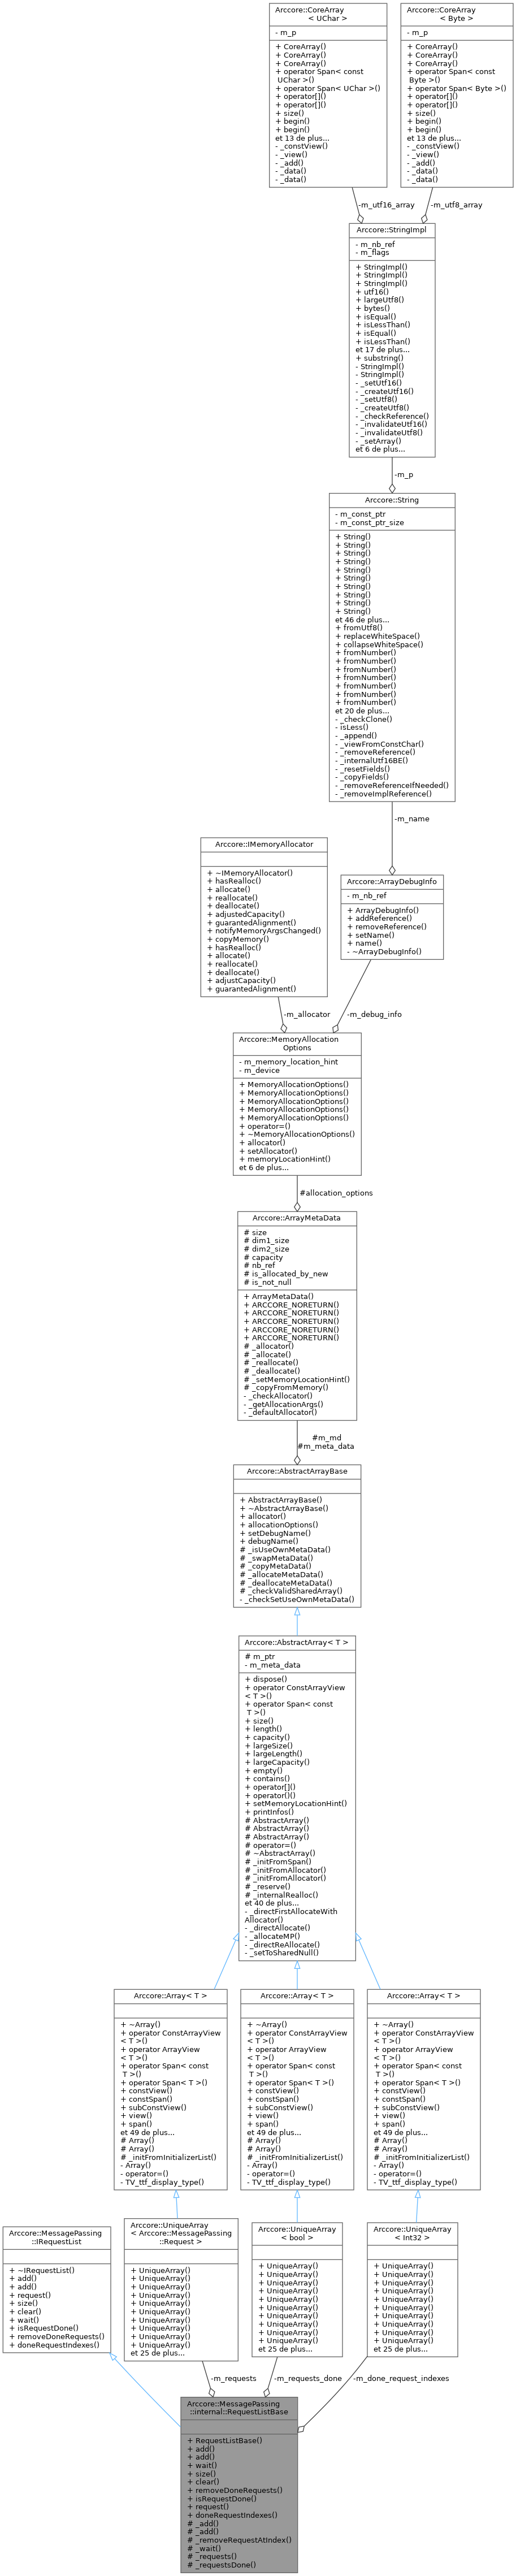 Arccore::CoreArray
< UChar >
- m_p
+ CoreArray()
+ CoreArray()
+ CoreArray()
+ operator Span< const
UChar >()
+ operator Span< UChar >()
+ operator[]()
+ operator[]()
+ size()
+ begin()
+ begin()
et 13 de plus...
- _constView()
- _view()
- _add()
- _data()
- _data()
Arccore::CoreArray
< Byte >
- m_p
+ CoreArray()
+ CoreArray()
+ CoreArray()
+ operator Span< const
Byte >()
+ operator Span< Byte >()
+ operator[]()
+ operator[]()
+ size()
+ begin()
+ begin()
et 13 de plus...
- _constView()
- _view()
- _add()
- _data()
- _data()
-m_utf16_array
-m_utf8_array
Arccore::StringImpl
- m_nb_ref
- m_flags
+ StringImpl()
+ StringImpl()
+ StringImpl()
+ utf16()
+ largeUtf8()
+ bytes()
+ isEqual()
+ isLessThan()
+ isEqual()
+ isLessThan()
et 17 de plus...
+ substring()
- StringImpl()
- StringImpl()
- _setUtf16()
- _createUtf16()
- _setUtf8()
- _createUtf8()
- _checkReference()
- _invalidateUtf16()
- _invalidateUtf8()
- _setArray()
et 6 de plus...
-m_p
Arccore::String
- m_const_ptr
- m_const_ptr_size
+ String()
+ String()
+ String()
+ String()
+ String()
+ String()
+ String()
+ String()
+ String()
+ String()
et 46 de plus...
+ fromUtf8()
+ replaceWhiteSpace()
+ collapseWhiteSpace()
+ fromNumber()
+ fromNumber()
+ fromNumber()
+ fromNumber()
+ fromNumber()
+ fromNumber()
+ fromNumber()
et 20 de plus...
- _checkClone()
- isLess()
- _append()
- _viewFromConstChar()
- _removeReference()
- _internalUtf16BE()
- _resetFields()
- _copyFields()
- _removeReferenceIfNeeded()
- _removeImplReference()
-m_name
Arccore::IMemoryAllocator
+ ~IMemoryAllocator()
+ hasRealloc()
+ allocate()
+ reallocate()
+ deallocate()
+ adjustedCapacity()
+ guarantedAlignment()
+ notifyMemoryArgsChanged()
+ copyMemory()
+ hasRealloc()
+ allocate()
+ reallocate()
+ deallocate()
+ adjustCapacity()
+ guarantedAlignment()
Arccore::ArrayDebugInfo
- m_nb_ref
+ ArrayDebugInfo()
+ addReference()
+ removeReference()
+ setName()
+ name()
- ~ArrayDebugInfo()
-m_allocator
-m_debug_info
Arccore::MemoryAllocation
Options
- m_memory_location_hint
- m_device
+ MemoryAllocationOptions()
+ MemoryAllocationOptions()
+ MemoryAllocationOptions()
+ MemoryAllocationOptions()
+ MemoryAllocationOptions()
+ operator=()
+ ~MemoryAllocationOptions()
+ allocator()
+ setAllocator()
+ memoryLocationHint()
et 6 de plus...
#allocation_options
Arccore::ArrayMetaData
# size
# dim1_size
# dim2_size
# capacity
# nb_ref
# is_allocated_by_new
# is_not_null
+ ArrayMetaData()
+ ARCCORE_NORETURN()
+ ARCCORE_NORETURN()
+ ARCCORE_NORETURN()
+ ARCCORE_NORETURN()
+ ARCCORE_NORETURN()
# _allocator()
# _allocate()
# _reallocate()
# _deallocate()
# _setMemoryLocationHint()
# _copyFromMemory()
- _checkAllocator()
- _getAllocationArgs()
- _defaultAllocator()
#m_md
#m_meta_data
Arccore::AbstractArrayBase
+ AbstractArrayBase()
+ ~AbstractArrayBase()
+ allocator()
+ allocationOptions()
+ setDebugName()
+ debugName()
# _isUseOwnMetaData()
# _swapMetaData()
# _copyMetaData()
# _allocateMetaData()
# _deallocateMetaData()
# _checkValidSharedArray()
- _checkSetUseOwnMetaData()
Arccore::AbstractArray< T >
# m_ptr
- m_meta_data
+ dispose()
+ operator ConstArrayView
< T >()
+ operator Span< const
T >()
+ size()
+ length()
+ capacity()
+ largeSize()
+ largeLength()
+ largeCapacity()
+ empty()
+ contains()
+ operator[]()
+ operator()()
+ setMemoryLocationHint()
+ printInfos()
# AbstractArray()
# AbstractArray()
# AbstractArray()
# operator=()
# ~AbstractArray()
# _initFromSpan()
# _initFromAllocator()
# _initFromAllocator()
# _reserve()
# _internalRealloc()
et 40 de plus...
- _directFirstAllocateWith
Allocator()
- _directAllocate()
- _allocateMP()
- _directReAllocate()
- _setToSharedNull()
Arccore::Array< T >
+ ~Array()
+ operator ConstArrayView
< T >()
+ operator ArrayView
< T >()
+ operator Span< const
T >()
+ operator Span< T >()
+ constView()
+ constSpan()
+ subConstView()
+ view()
+ span()
et 49 de plus...
# Array()
# Array()
# _initFromInitializerList()
- Array()
- operator=()
- TV_ttf_display_type()
Arccore::Array< T >
+ ~Array()
+ operator ConstArrayView
< T >()
+ operator ArrayView
< T >()
+ operator Span< const
T >()
+ operator Span< T >()
+ constView()
+ constSpan()
+ subConstView()
+ view()
+ span()
et 49 de plus...
# Array()
# Array()
# _initFromInitializerList()
- Array()
- operator=()
- TV_ttf_display_type()
Arccore::Array< T >
+ ~Array()
+ operator ConstArrayView
< T >()
+ operator ArrayView
< T >()
+ operator Span< const
T >()
+ operator Span< T >()
+ constView()
+ constSpan()
+ subConstView()
+ view()
+ span()
et 49 de plus...
# Array()
# Array()
# _initFromInitializerList()
- Array()
- operator=()
- TV_ttf_display_type()
Arccore::MessagePassing
::IRequestList
+ ~IRequestList()
+ add()
+ add()
+ request()
+ size()
+ clear()
+ wait()
+ isRequestDone()
+ removeDoneRequests()
+ doneRequestIndexes()
Arccore::UniqueArray
< Arccore::MessagePassing
::Request >
+ UniqueArray()
+ UniqueArray()
+ UniqueArray()
+ UniqueArray()
+ UniqueArray()
+ UniqueArray()
+ UniqueArray()
+ UniqueArray()
+ UniqueArray()
+ UniqueArray()
et 25 de plus...
Arccore::UniqueArray
< bool >
+ UniqueArray()
+ UniqueArray()
+ UniqueArray()
+ UniqueArray()
+ UniqueArray()
+ UniqueArray()
+ UniqueArray()
+ UniqueArray()
+ UniqueArray()
+ UniqueArray()
et 25 de plus...
Arccore::UniqueArray
< Int32 >
+ UniqueArray()
+ UniqueArray()
+ UniqueArray()
+ UniqueArray()
+ UniqueArray()
+ UniqueArray()
+ UniqueArray()
+ UniqueArray()
+ UniqueArray()
+ UniqueArray()
et 25 de plus...
-m_requests
-m_requests_done
-m_done_request_indexes
Arccore::MessagePassing
::internal::RequestListBase
+ RequestListBase()
+ add()
+ add()
+ wait()
+ size()
+ clear()
+ removeDoneRequests()
+ isRequestDone()
+ request()
+ doneRequestIndexes()
# _add()
# _add()
# _removeRequestAtIndex()
# _wait()
# _requests()
# _requestsDone()